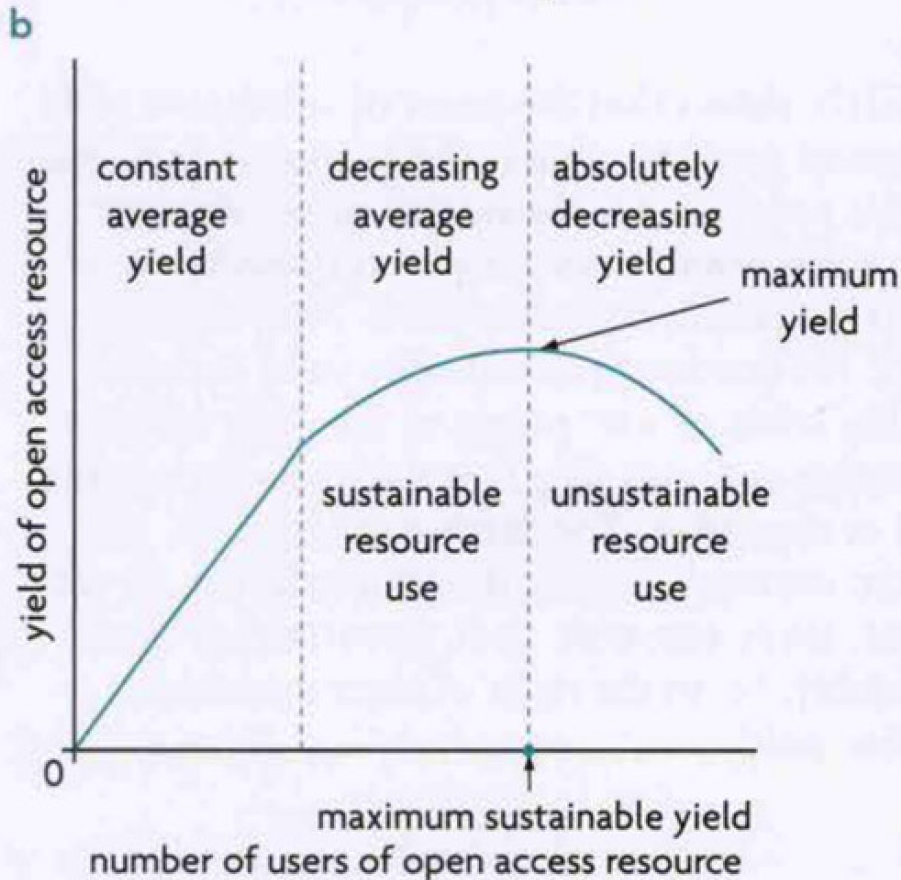 b
yield of open access resource
constant
average
yield
decreasing
average
yield
absolutely
decreasing
yield
maximum
yield
sustainable
resource
use
unsustainable
resource
use
0
maximum sustainable yield
number of users of open access resource